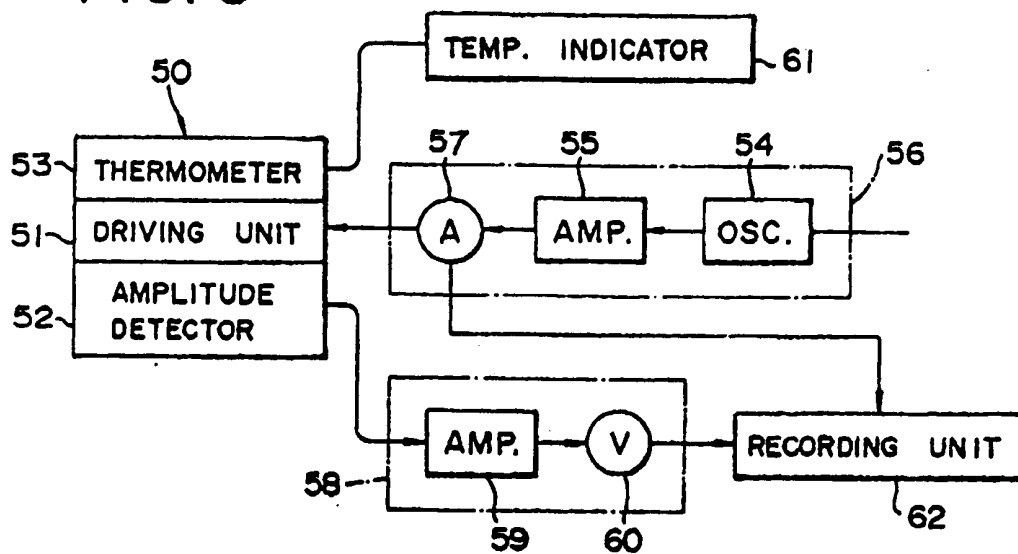 TEMP. INDICATOR
61
50
53
THERMOMETER
57
55
54
56
51
DRIVING UNIT
A
AMP.
OSC.
52
AMPLITUDE
DETECTOR
58
AMP.
V
RECORDING UNIT
59
60
62